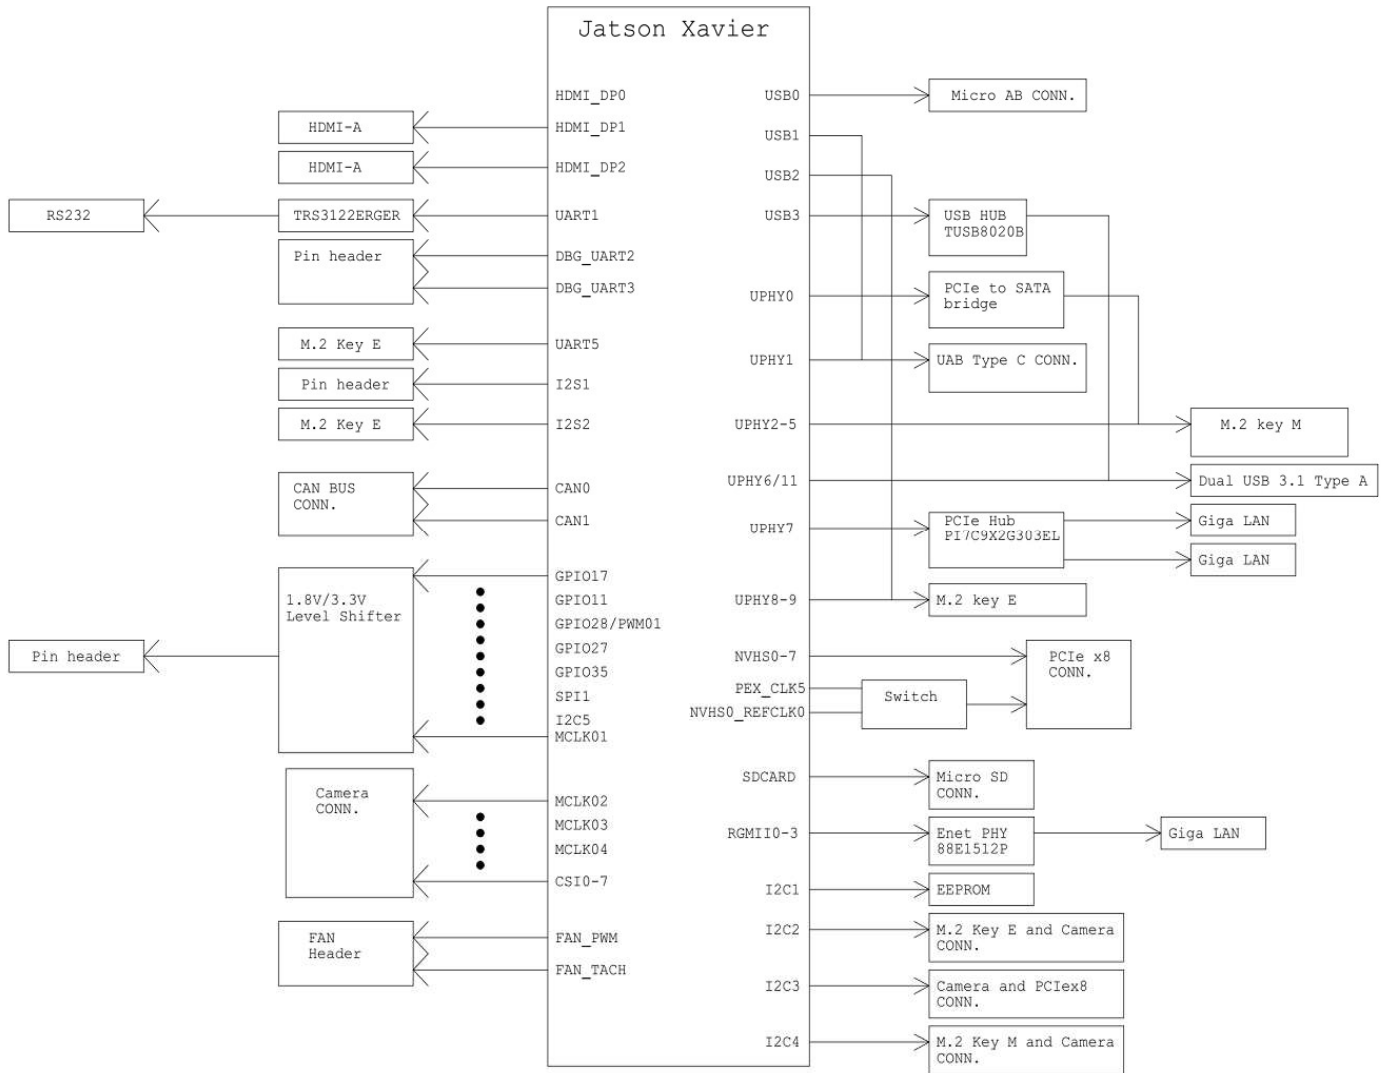 Jatson Xavier
HDMI_DP0
USB0
Micro AB CONN.
HDMI-A
HDMI_DP1
USB1
HDMI-A
HDMI_DP2
USB2
RS232
TRS3122ERGER
UART1
USB3
USB HUB
TUSB8020B
Pin header
DBG_UART2
DBG_UART3
UPHY0
PCIe to SATA
bridge
M.2 Key E
UART5
UPHY1
UAB Type C CONN.
Pin header
I2S1
M.2 Key E
I2S2
UPHY2-5
M.2 key M
CAN BUS
CONN.
CAN0
CAN1
UPHY6/11
Dual USB 3.1 Type A
UPHY7
PCIe Hub
PI7C9X2G303EL
Giga LAN
Giga LAN
1.8V/3.3V
Level Shifter
GPIO17
GPIO11
GPIO28/PWM01
GPIO27
GPIO35
SPI1
I2C5
MCLK01
Pin header
UPHY8-9
M.2 key E
NVHS0-7
PCIe x8
CONN.
PEX_CLK5
NVHS0_REFCLK0
Switch
Camera
CONN.
MCLK02
MCLK03
MCLK04
CSI0-7
SDCARD
Micro SD
CONN.
RGMII0-3
Enet PHY
88E1512P
Giga LAN
I2C1
EEPROM
FAN
Header
FAN_PWM
FAN_TACH
I2C2
M.2 Key E and Camera
CONN.
I2C3
Camera and PCIex8
CONN.
I2C4
M.2 Key M and Camera
CONN.